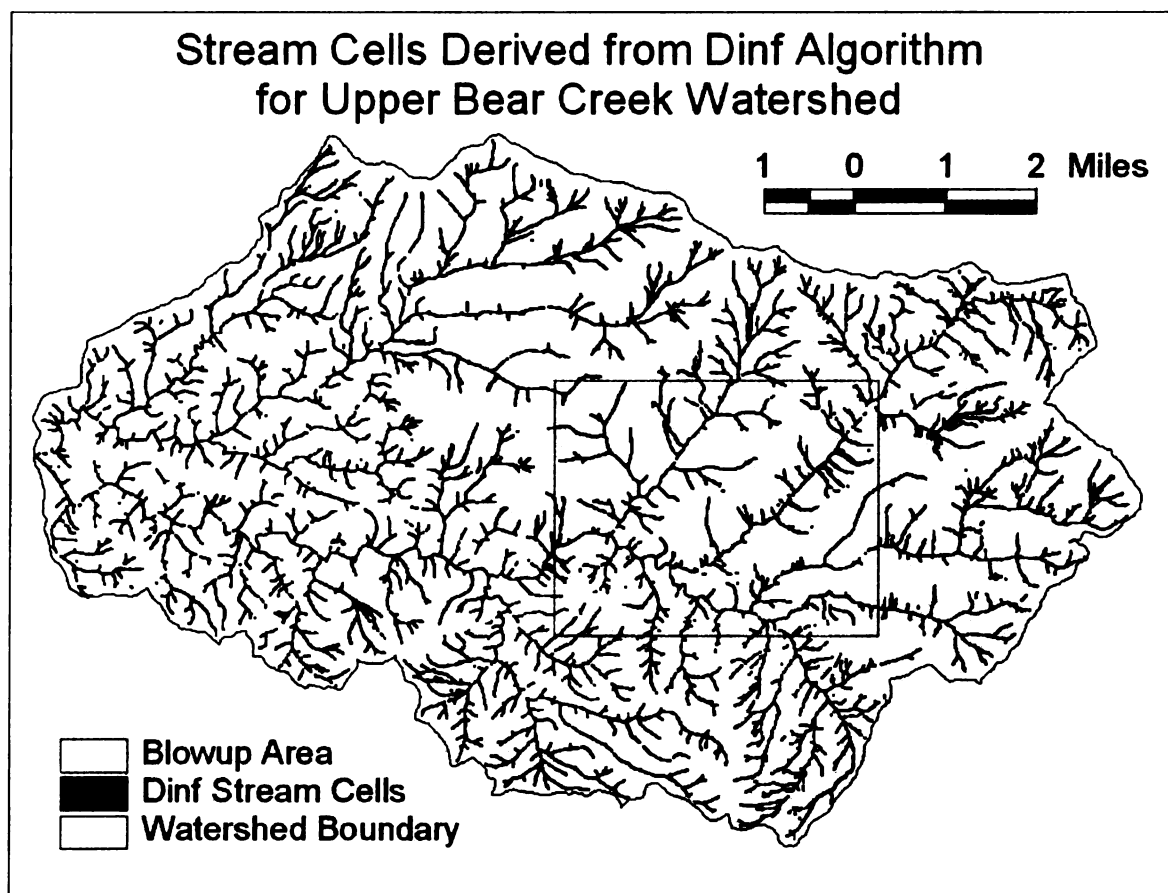 Stream Cells Derived from Dinf Algorithm
for Upper Bear Creek Watershed
1 0 1 2 Miles
Blowup Area
Dinf Stream Cells
Watershed Boundary